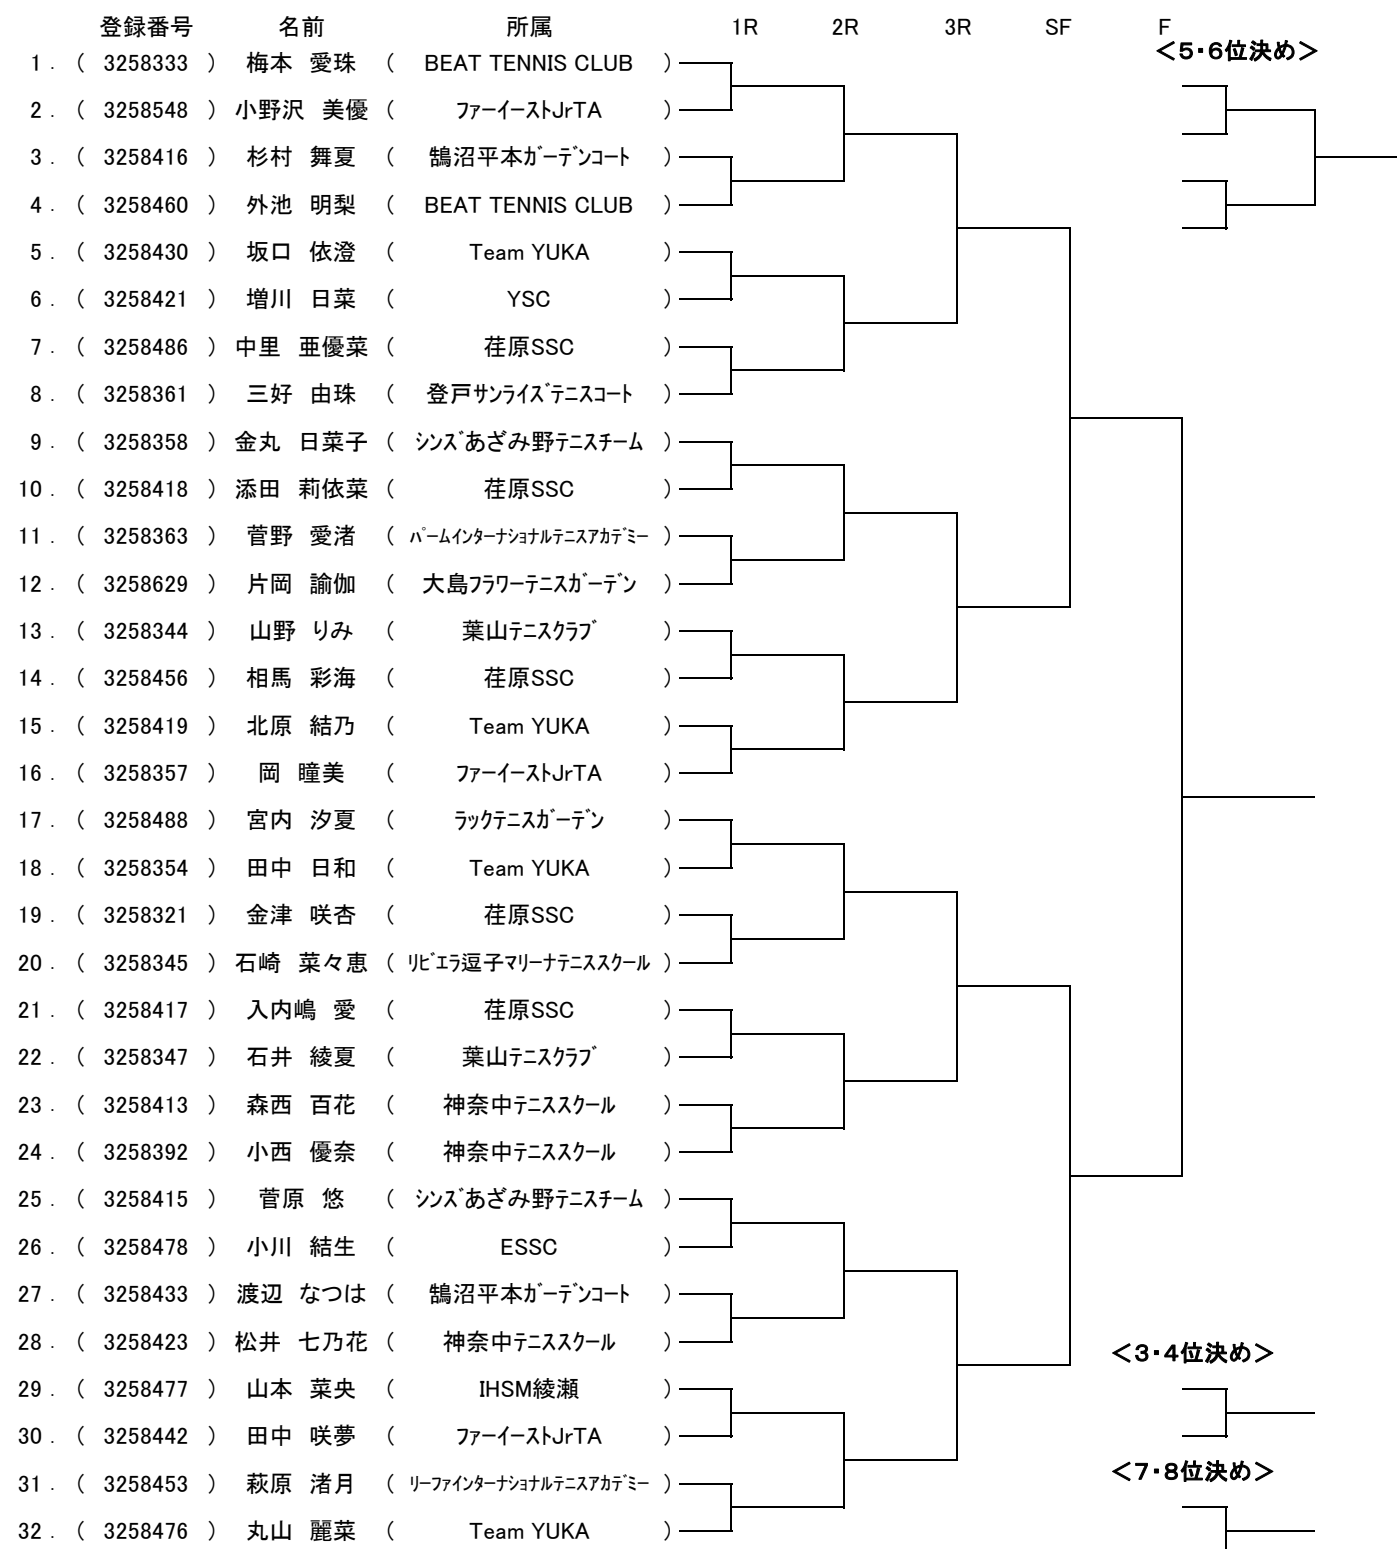 登録番号 名前 所属 1R 2R 3R SF F
<5・6位決め>
1 . ( 3258333 ) 梅本 愛珠 ( BEAT TENNIS CLUB )
2 . ( 3258548 ) 小野沢 美優 ( ﾌｧｰｲｰｽﾄJrTA )
3 . ( 3258416 ) 杉村 舞夏 ( 鵠沼平本ｶﾞｰﾃﾞﾝｺｰﾄ )
4 . ( 3258460 ) 外池 明梨 ( BEAT TENNIS CLUB )
5 . ( 3258430 ) 坂口 依澄 ( Team YUKA )
6 . ( 3258421 ) 増川 日菜 ( YSC )
7 . ( 3258486 ) 中里 亜優菜 ( 荏原SSC )
8 . ( 3258361 ) 三好 由珠 ( 登戸ｻﾝﾗｲｽﾞﾃﾆｽｺｰﾄ )
9 . ( 3258358 ) 金丸 日菜子 ( ｼﾝｽﾞあざみ野ﾃﾆｽﾁｰﾑ )
10 . ( 3258418 ) 添田 莉依菜 ( 荏原SSC )
11 . ( 3258363 ) 菅野 愛渚 ( ﾊﾟｰﾑｲﾝﾀｰﾅｼｮﾅﾙﾃﾆｽｱｶﾃﾞﾐｰ )
12 . ( 3258629 ) 片岡 諭伽 ( 大島ﾌﾗﾜｰﾃﾆｽｶﾞｰﾃﾞﾝ )
13 . ( 3258344 ) 山野 りみ ( 葉山ﾃﾆｽｸﾗﾌﾞ )
14 . ( 3258456 ) 相馬 彩海 ( 荏原SSC )
15 . ( 3258419 ) 北原 結乃 ( Team YUKA )
16 . ( 3258357 ) 岡 瞳美 ( ﾌｧｰｲｰｽﾄJrTA )
17 . ( 3258488 ) 宮内 汐夏 ( ﾗｯｸﾃﾆｽｶﾞｰﾃﾞﾝ )
18 . ( 3258354 ) 田中 日和 ( Team YUKA )
19 . ( 3258321 ) 金津 咲杏 ( 荏原SSC )
20 . ( 3258345 ) 石崎 菜々恵 ( ﾘﾋﾞｴﾗ逗子ﾏﾘｰﾅﾃﾆｽｽｸｰﾙ )
21 . ( 3258417 ) 入内嶋 愛 ( 荏原SSC )
22 . ( 3258347 ) 石井 綾夏 ( 葉山ﾃﾆｽｸﾗﾌﾞ )
23 . ( 3258413 ) 森西 百花 ( 神奈中ﾃﾆｽｽｸｰﾙ )
24 . ( 3258392 ) 小西 優奈 ( 神奈中ﾃﾆｽｽｸｰﾙ )
25 . ( 3258415 ) 菅原 悠 ( ｼﾝｽﾞあざみ野ﾃﾆｽﾁｰﾑ )
26 . ( 3258478 ) 小川 結生 ( ESSC )
27 . ( 3258433 ) 渡辺 なつは ( 鵠沼平本ｶﾞｰﾃﾞﾝｺｰﾄ )
28 . ( 3258423 ) 松井 七乃花 ( 神奈中ﾃﾆｽｽｸｰﾙ )
<3・4位決め>
29 . ( 3258477 ) 山本 菜央 ( IHSM綾瀬 )
30 . ( 3258442 ) 田中 咲夢 ( ﾌｧｰｲｰｽﾄJrTA )
<7・8位決め>
31 . ( 3258453 ) 萩原 渚月 ( ﾘｰﾌｧｲﾝﾀｰﾅｼｮﾅﾙﾃﾆｽｱｶﾃﾞﾐｰ )
32 . ( 3258476 ) 丸山 麗菜 ( Team YUKA )